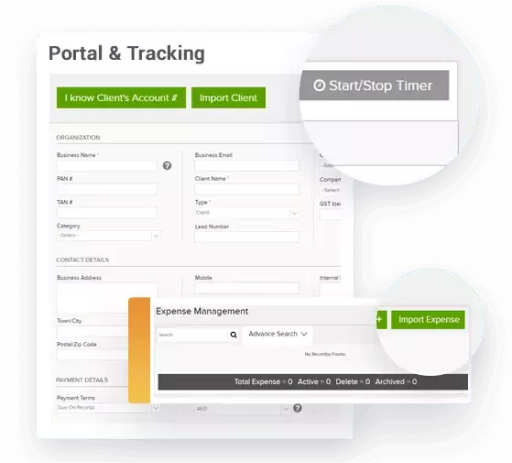 Portal & Tracking
Start/Stop Timer
I know Client's Account # Import Client
ORGANIZATION
Business Name * Business Email
PAN # Client Name * Compan
-Select-
TAN # Type * GST Ide
Client
Category Lead Number
-Select-
CONTACT DETAILS
Business Address Mobile Internal
Expense Management
+ Import Expense
Search Advance Search
Town/City
No Record(s) Found.
Postal/Zip Code
Total Expense = 0 Active = 0 Delete = 0 Archived = 0
PAYMENT DETAILS
Payment Terms
Due On Receipt AED